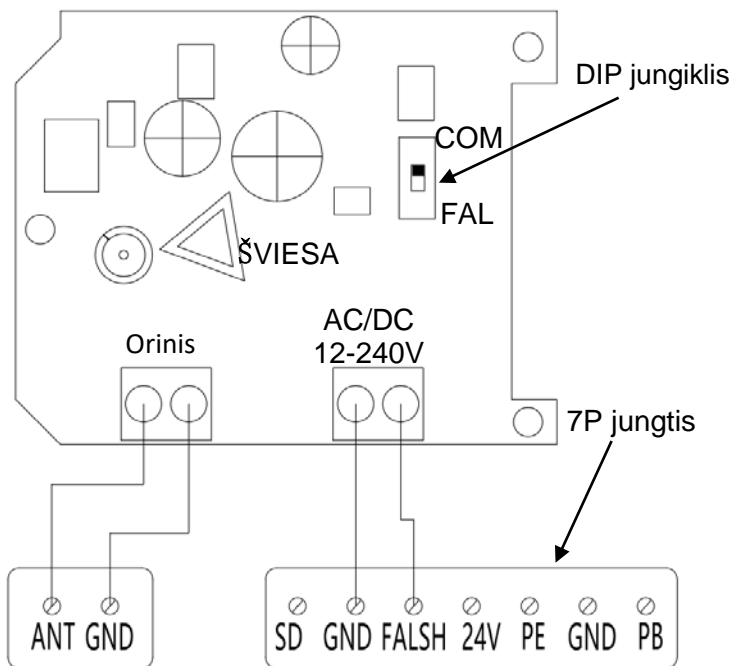 DIP jungiklis
COM
FAL
ŠVIESA
Orinis
AC/DC
12-240V
7P jungtis
ANT GND
SD GND FALSH 24V PE GND PB